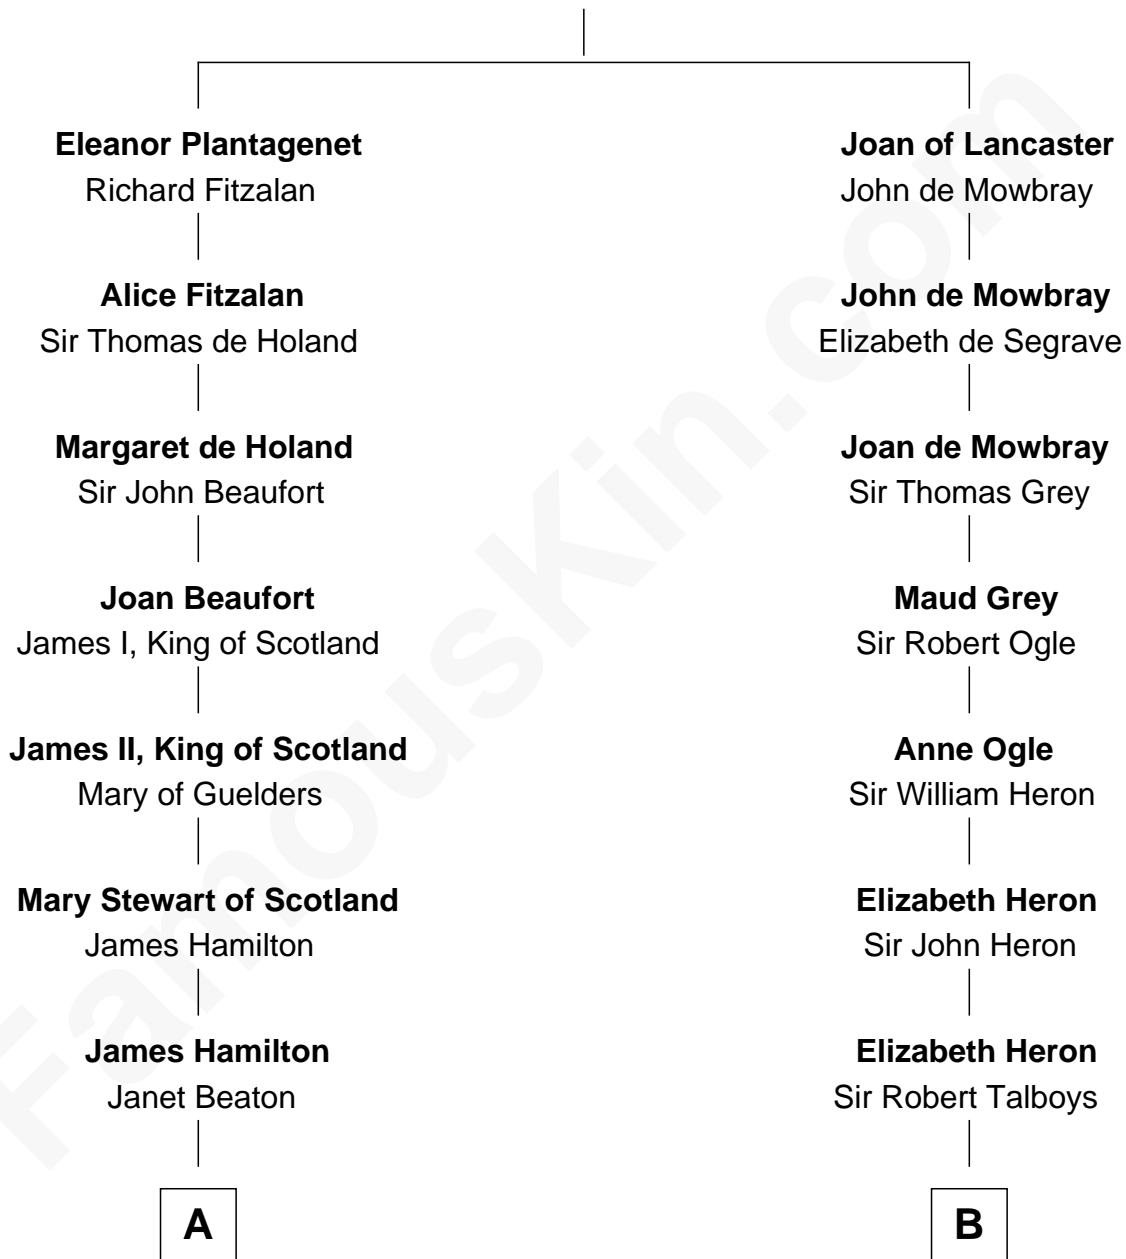 Eleanor Plantagenet
Richard Fitzalan
Alice Fitzalan
Sir Thomas de Holand
Margaret de Holand
Sir John Beaufort
Joan Beaufort
James I, King of Scotland
James II, King of Scotland
Mary of Guelders
Mary Stewart of Scotland
James Hamilton
James Hamilton
Janet Beaton
A
Joan of Lancaster
John de Mowbray
John de Mowbray
Elizabeth de Segrave
Joan de Mowbray
Sir Thomas Grey
Maud Grey
Sir Robert Ogle
Anne Ogle
Sir William Heron
Elizabeth Heron
Sir John Heron
Elizabeth Heron
Sir Robert Talboys
B
FamousKin.com